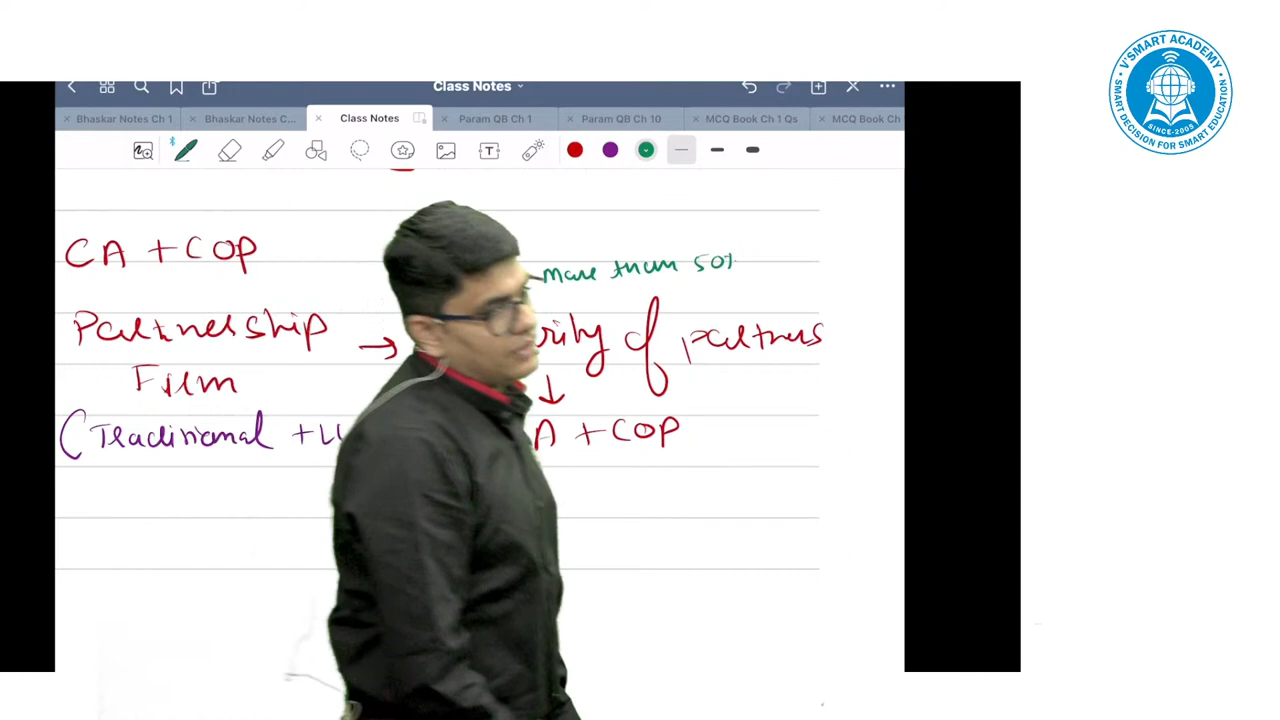 V'SMART ACADEMY
SMART DECISION FOR SMART EDUCATION
SINCE-2005
Class Notes
Bhaskar Notes Ch 1
Bhaskar Notes C...
Class Notes
Param QB Ch 1
Param QB Ch 10
MCQ Book Ch 1 Qs
MCQ Book Ch
CA + COP
More than 50%
Partnership → of partners
Firm
(Traditional + + COP